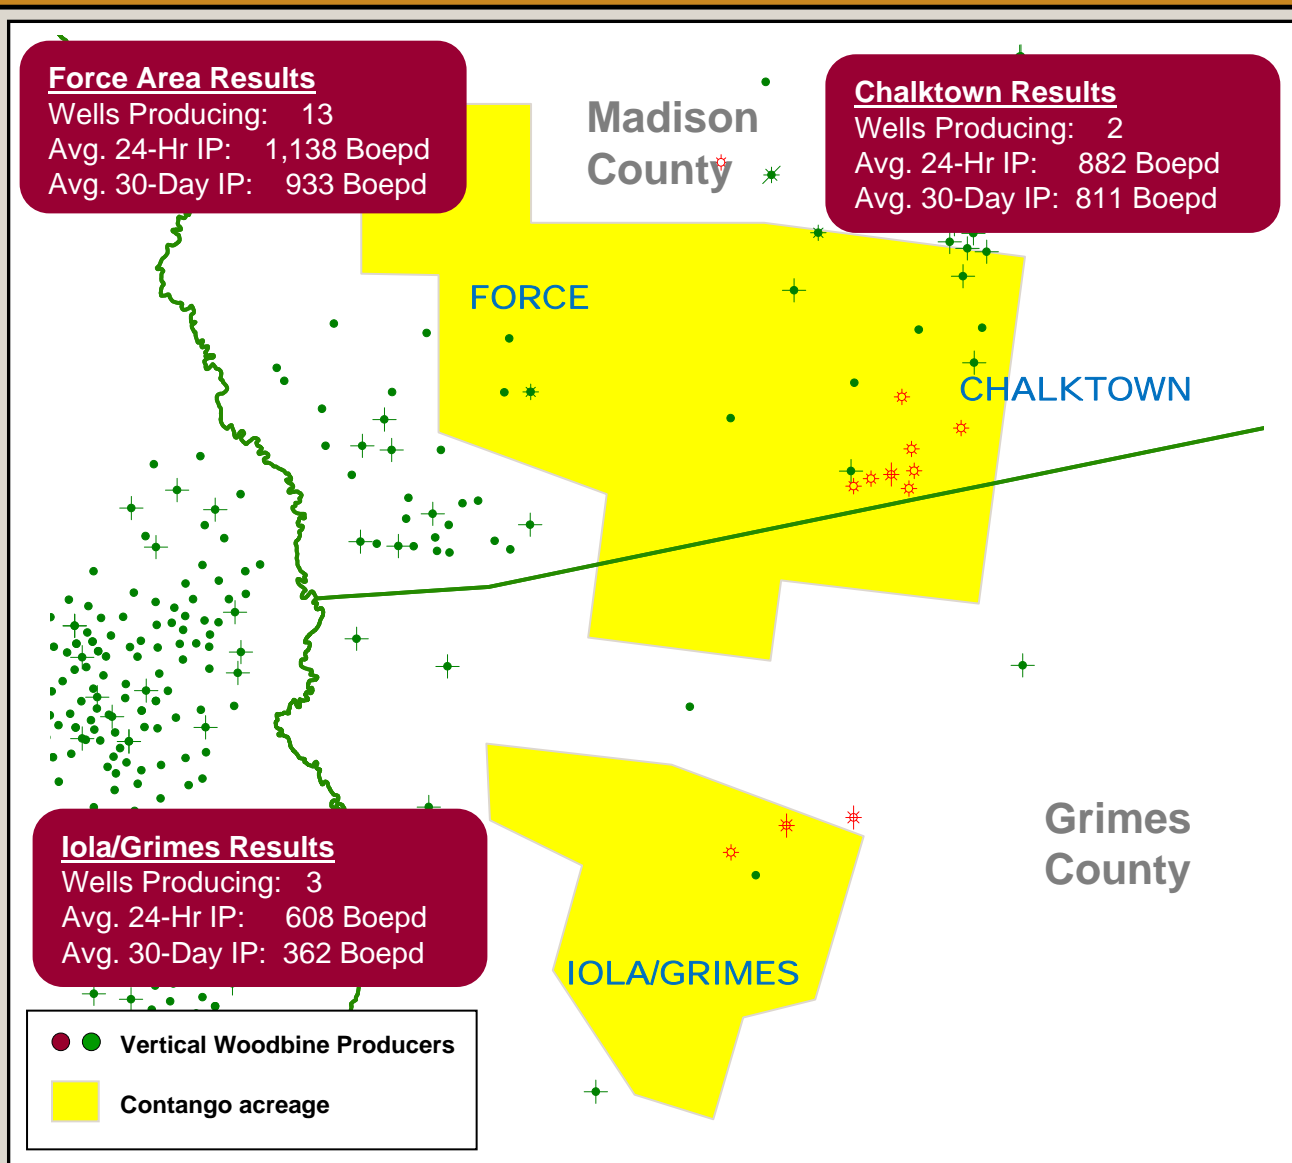 Force Area Results
Wells Producing: 13
Avg. 24-Hr IP: 1,138 Boepd
Avg. 30-Day IP: 933 Boepd
Madison
County
Chalktown Results
Wells Producing: 2
Avg. 24-Hr IP: 882 Boepd
Avg. 30-Day IP: 811 Boepd
FORCE
CHALKTOWN
Grimes
County
Iola/Grimes Results
Wells Producing: 3
Avg. 24-Hr IP: 608 Boepd
Avg. 30-Day IP: 362 Boepd
IOLA/GRIMES
Vertical Woodbine Producers
Contango acreage